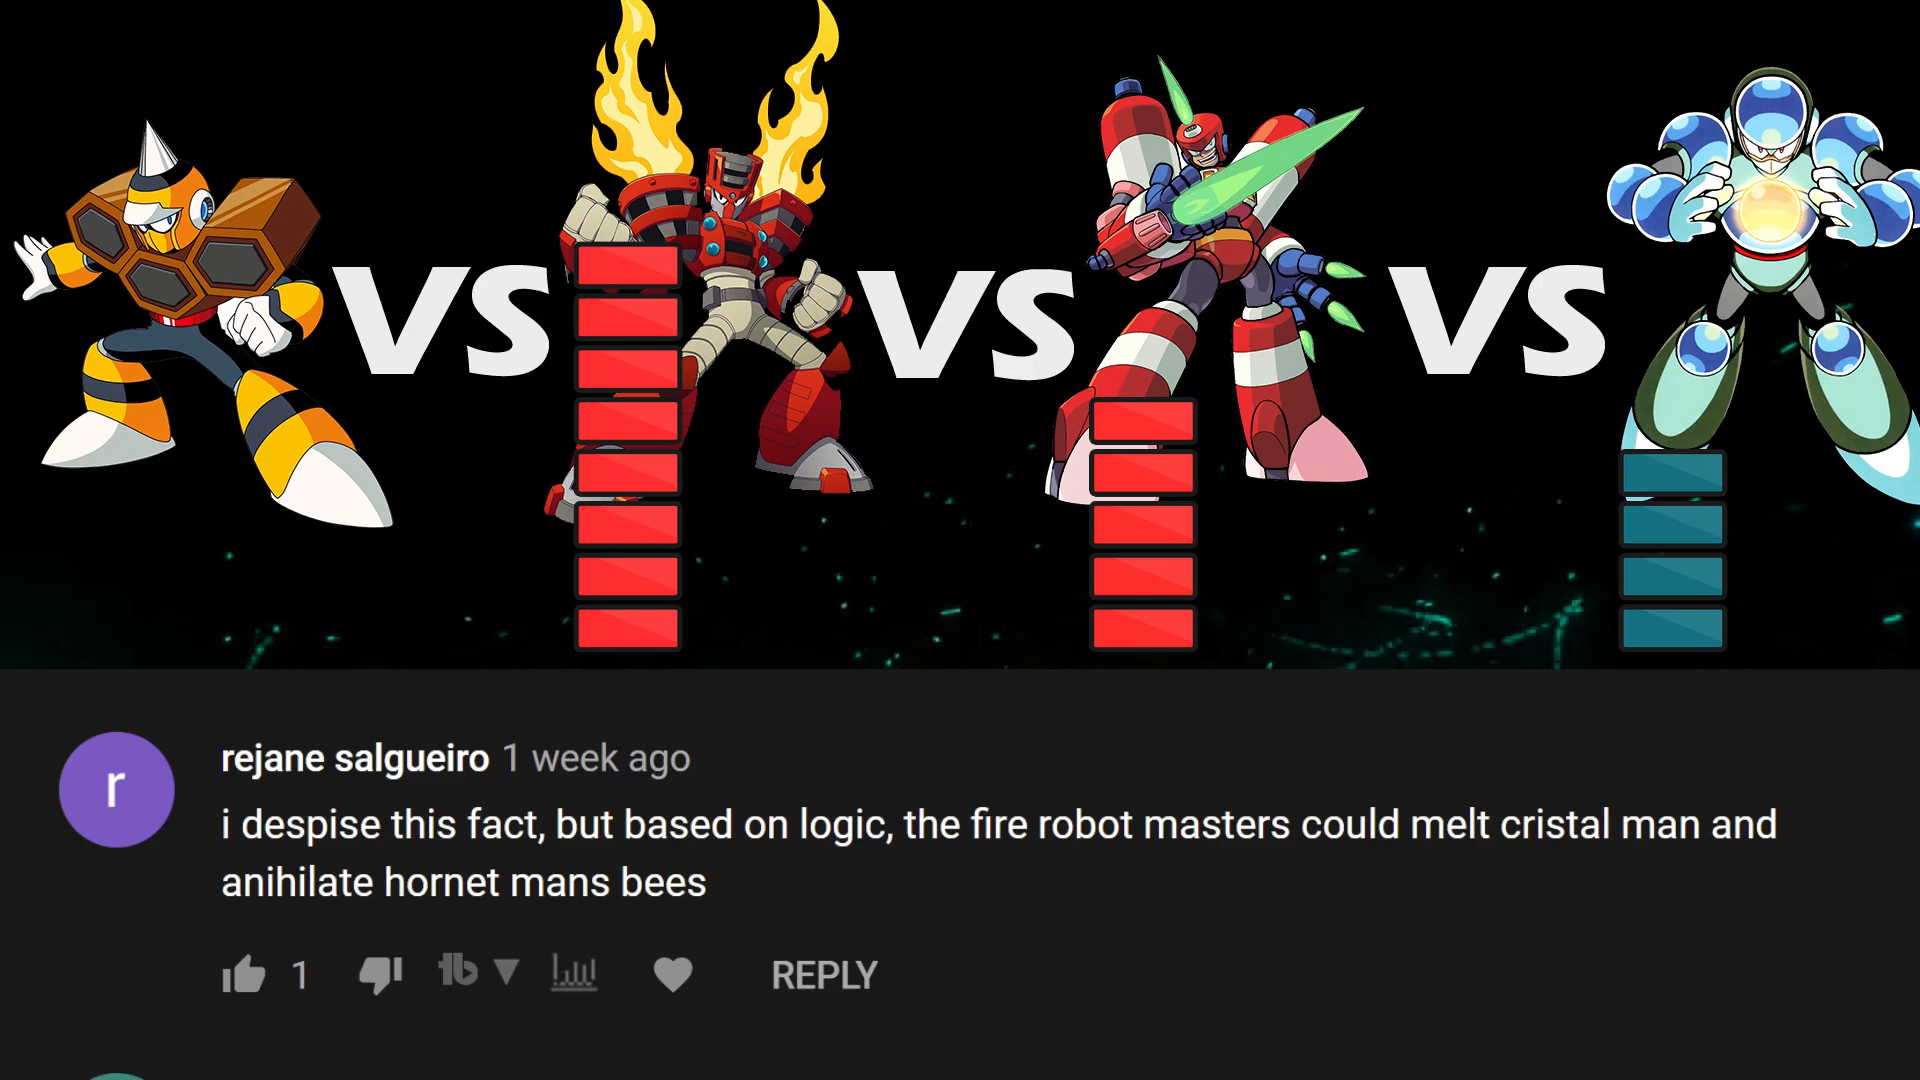 VS VS VS
r
rejane salgueiro 1 week ago
i despise this fact, but based on logic, the fire robot masters could melt cristal man and
anihilate hornet mans bees
1 tb REPLY